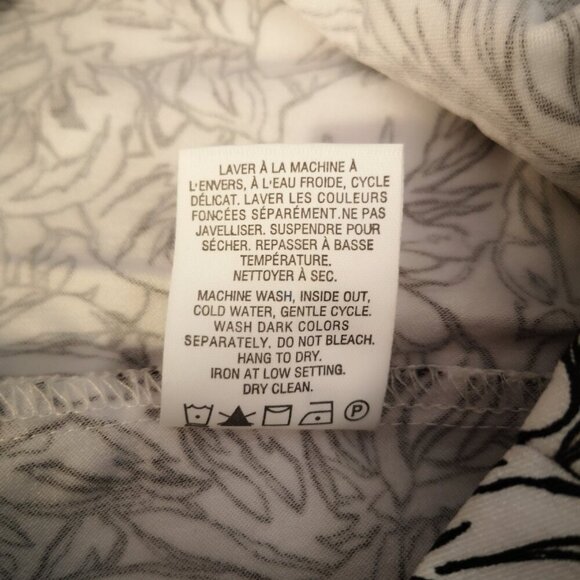 LAVER À LA MACHINE À
L'ENVERS, À L'EAU FROIDE, CYCLE
DÉLICAT. LAVER LES COULEURS
FONCÉES SÉPARÉMENT.NE PAS
JAVELLISER. SUSPENDRE POUR
SÉCHER. REPASSER À BASSE
TEMPÉRATURE.
NETTOYER À SEC.
MACHINE WASH, INSIDE OUT,
COLD WATER, GENTLE CYCLE.
WASH DARK COLORS
SEPARATELY. DO NOT BLEACH.
HANG TO DRY.
IRON AT LOW SETTING.
DRY CLEAN.
P